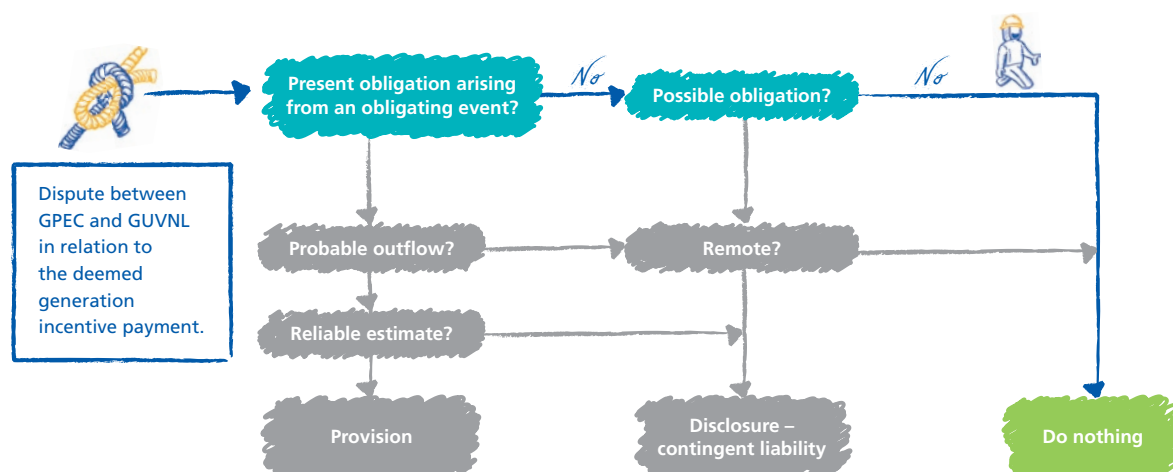 Present obligation arising
from an obligating event?
No
Possible obligation?
No
Dispute between
GPEC and GUVNL
in relation to
the deemed
generation
incentive payment.
Probable outflow?
Remote?
Reliable estimate?
Provision
Disclosure –
contingent liability
Do nothing